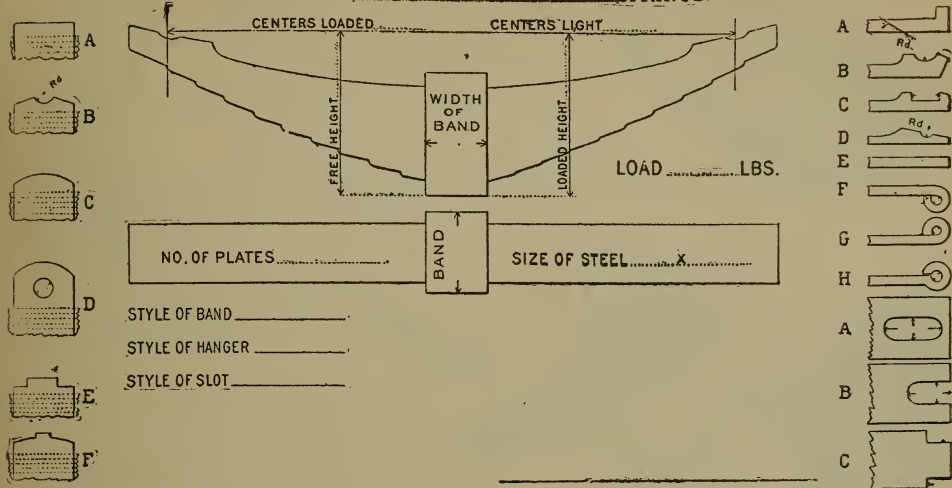 CENTERS LOADED CENTERS LIGHT
FREE HEIGHT
WIDTH
OF
BAND
LOADED HEIGHT
LOAD LBS.
NO. OF PLATES
BAND
SIZE OF STEEL X
STYLE OF BAND
STYLE OF HANGER
STYLE OF SLOT
A
B
Rd
C
D
E
F
A
Rd.
B
C
D
Rd.
E
F
G
H
A
B
C